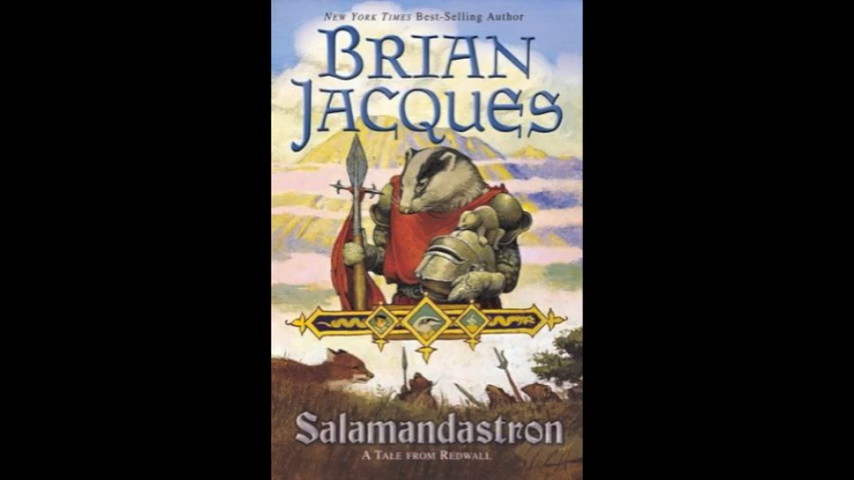 New York Times Best-Selling Author
Brian
Jacques
Salamandastron
A Tale from Redwall